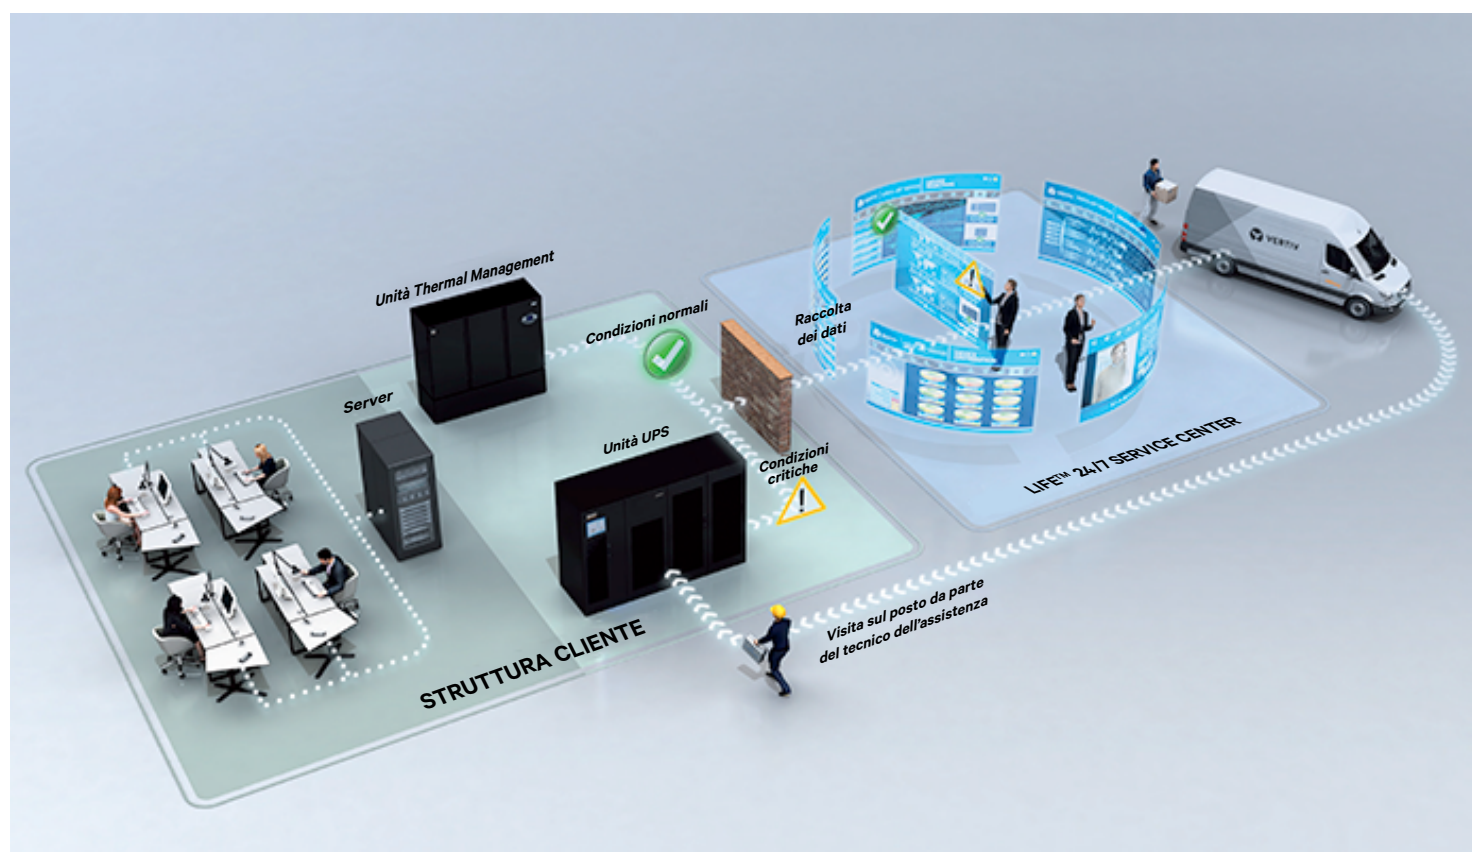 Unità Thermal Management
Condizioni normali
Raccolta
dei dati
Server
Unità UPS
Condizioni
critiche
LIFE™ 24/7 SERVICE CENTER
VERTIV
STRUTTURA CLIENTE
Visita sul posto da parte
del tecnico dell'assistenza